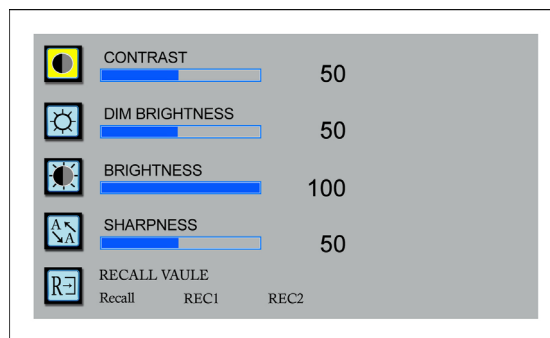 CONTRAST
50
DIM BRIGHTNESS
50
BRIGHTNESS
100
A
A
SHARPNESS
50
R
RECALL VAULE
Recall REC1 REC2